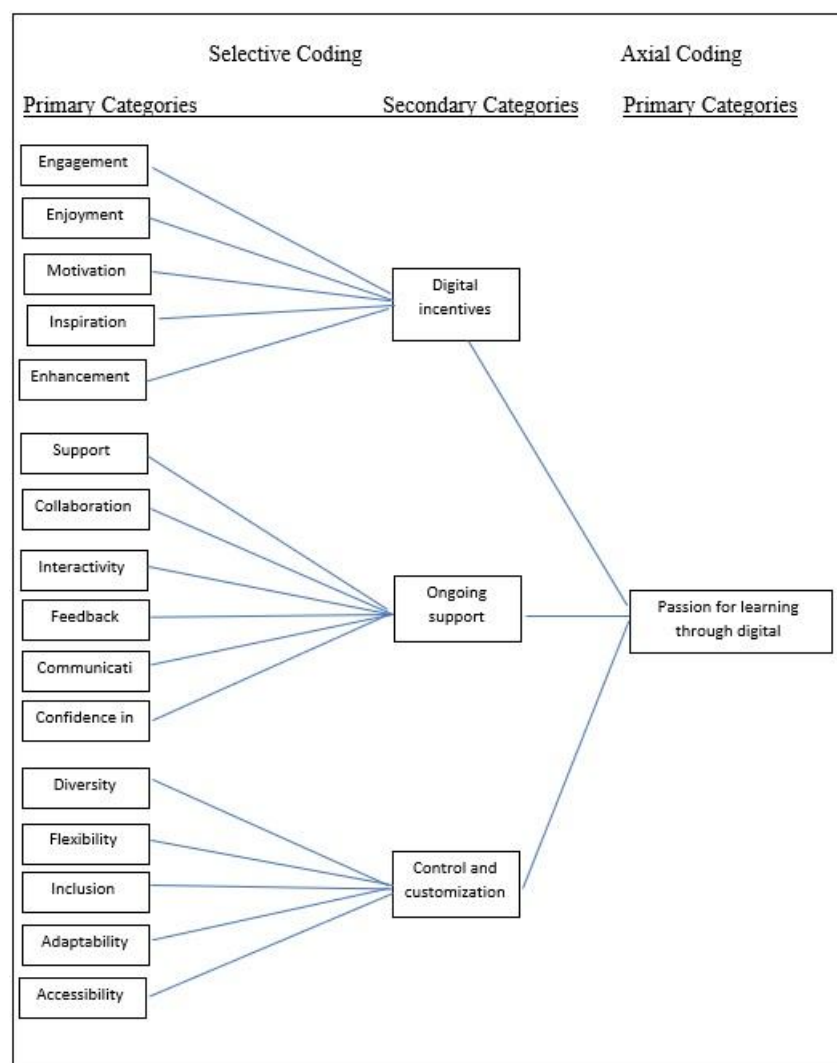 Selective Coding
Axial Coding
Primary Categories
Secondary Categories
Primary Categories
Engagement
Enjoyment
Motivation
Inspiration
Enhancement
Digital
incentives
Support
Collaboration
Interactivity
Feedback
Communicati
Confidence in
Ongoing
support
Passion for learning
through digital
Diversity
Flexibility
Inclusion
Adaptability
Accessibility
Control and
customization